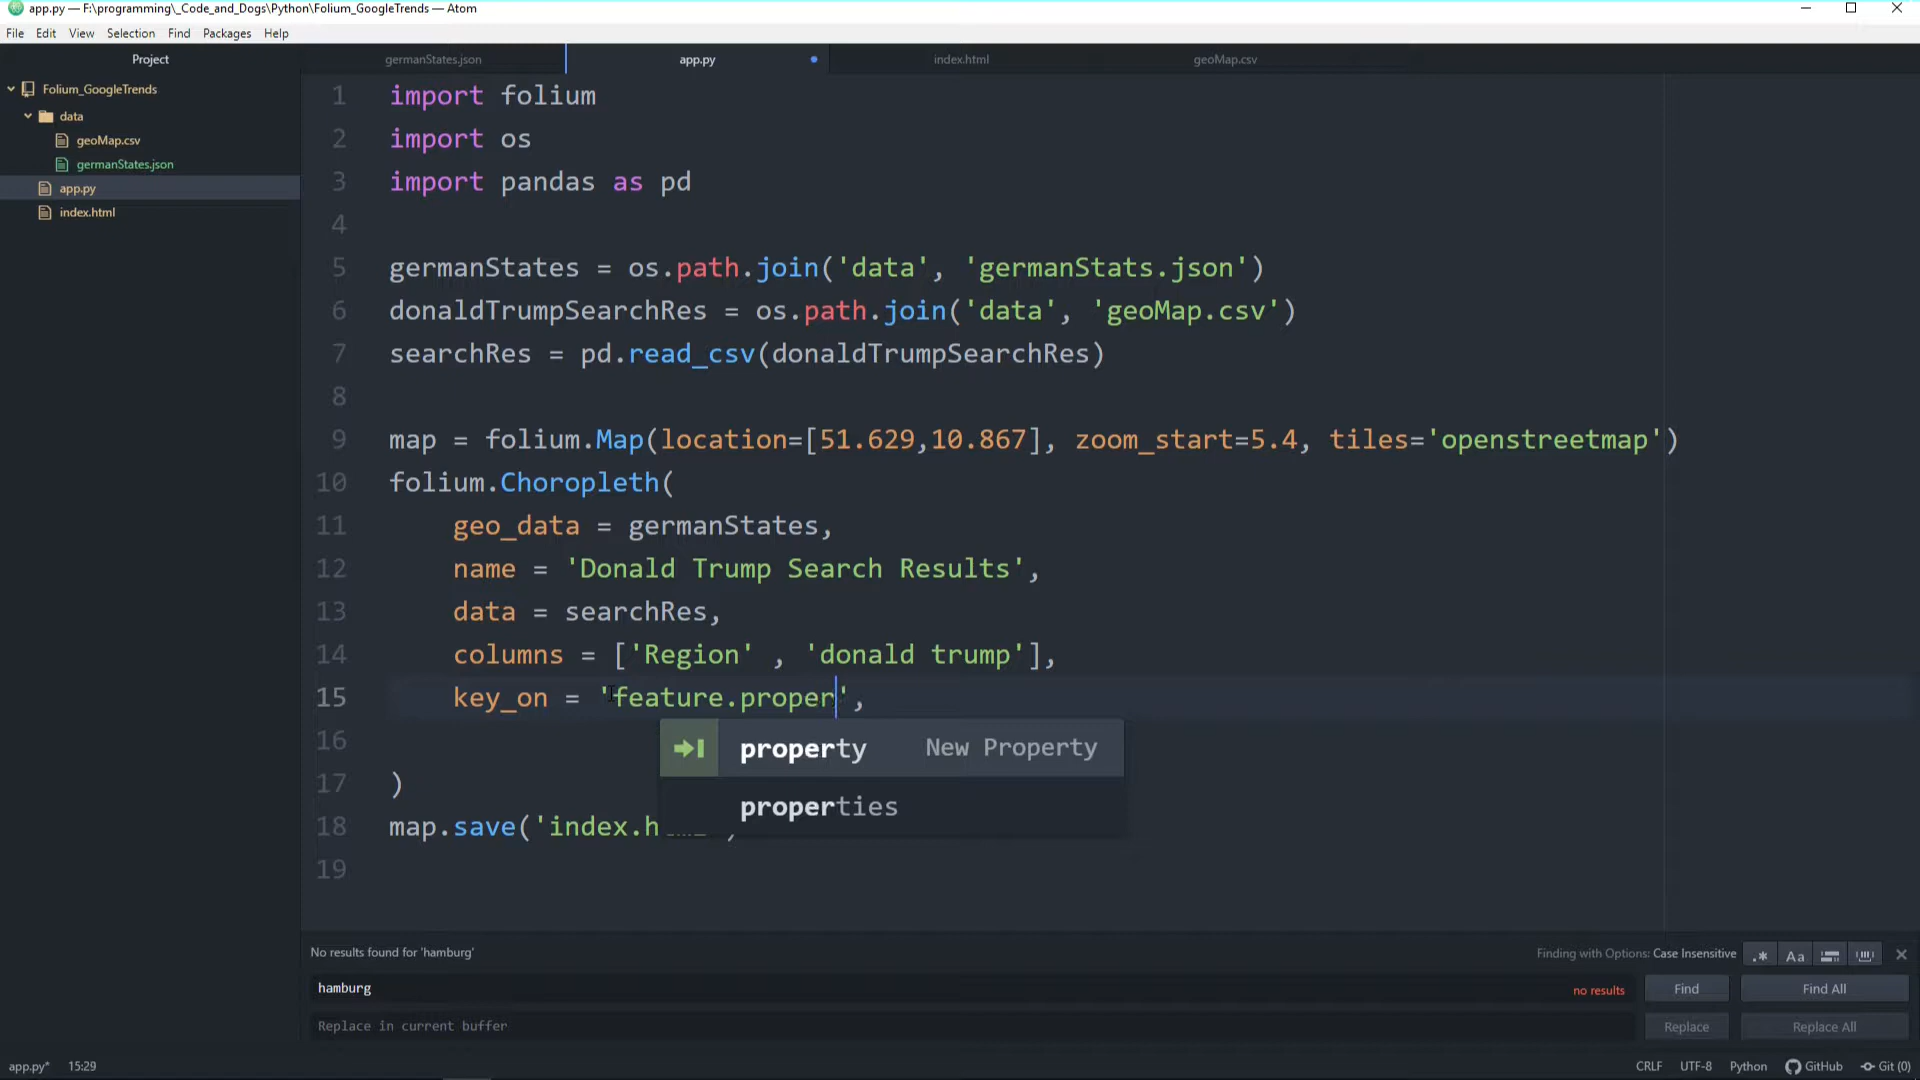 app.py — F:\programming\_Code_and_Dogs\Python\Folium_GoogleTrends — Atom
File Edit View Selection Find Packages Help
Project
germanStates.json
app.py
index.html
geoMap.csv
Folium_GoogleTrends
data
geoMap.csv
germanStates.json
app.py
index.html
1 import folium
2 import os
3 import pandas as pd
4
5 germanStates = os.path.join('data', 'germanStats.json')
6 donaldTrumpSearchRes = os.path.join('data', 'geoMap.csv')
7 searchRes = pd.read_csv(donaldTrumpSearchRes)
8
9 map = folium.Map(location=[51.629,10.867], zoom_start=5.4, tiles='openstreetmap')
10 folium.Choropleth(
11 geo_data = germanStates,
12 name = 'Donald Trump Search Results',
13 data = searchRes,
14 columns = ['Region' , 'donald trump'],
15 key_on = 'feature.proper',
property New Property
16
properties
17 )
18 map.save('index.h
19
No results found for 'hamburg'
Finding with Options: Case Insensitive
.* Aa
hamburg
no results
Find
Find All
Replace in current buffer
Replace
Replace All
app.py* 15:29
CRLF UTF-8 Python GitHub Git (0)